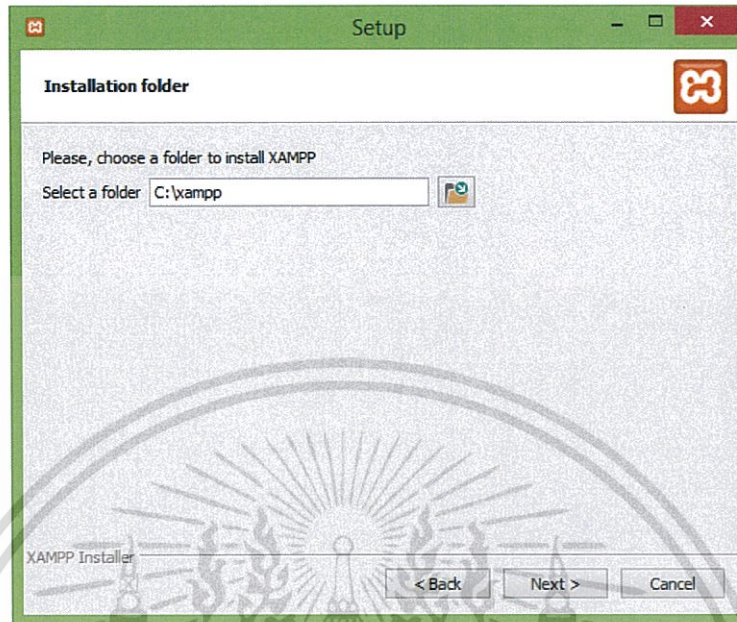 Setup
Installation folder
Please, choose a folder to install XAMPP
Select a folder C:\xampp
XAMPP Installer
< Back Next > Cancel